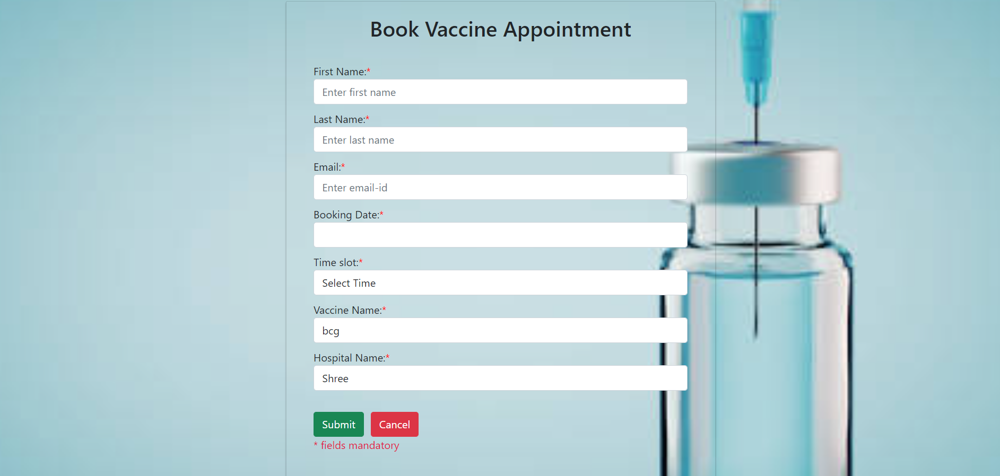 Book Vaccine Appointment
First Name:*
Enter first name
Last Name:*
Enter last name
Email:*
Enter email-id
Booking Date:*
Time slot:*
Select Time
Vaccine Name:*
bcg
Hospital Name:*
Shree
Submit Cancel
* fields mandatory